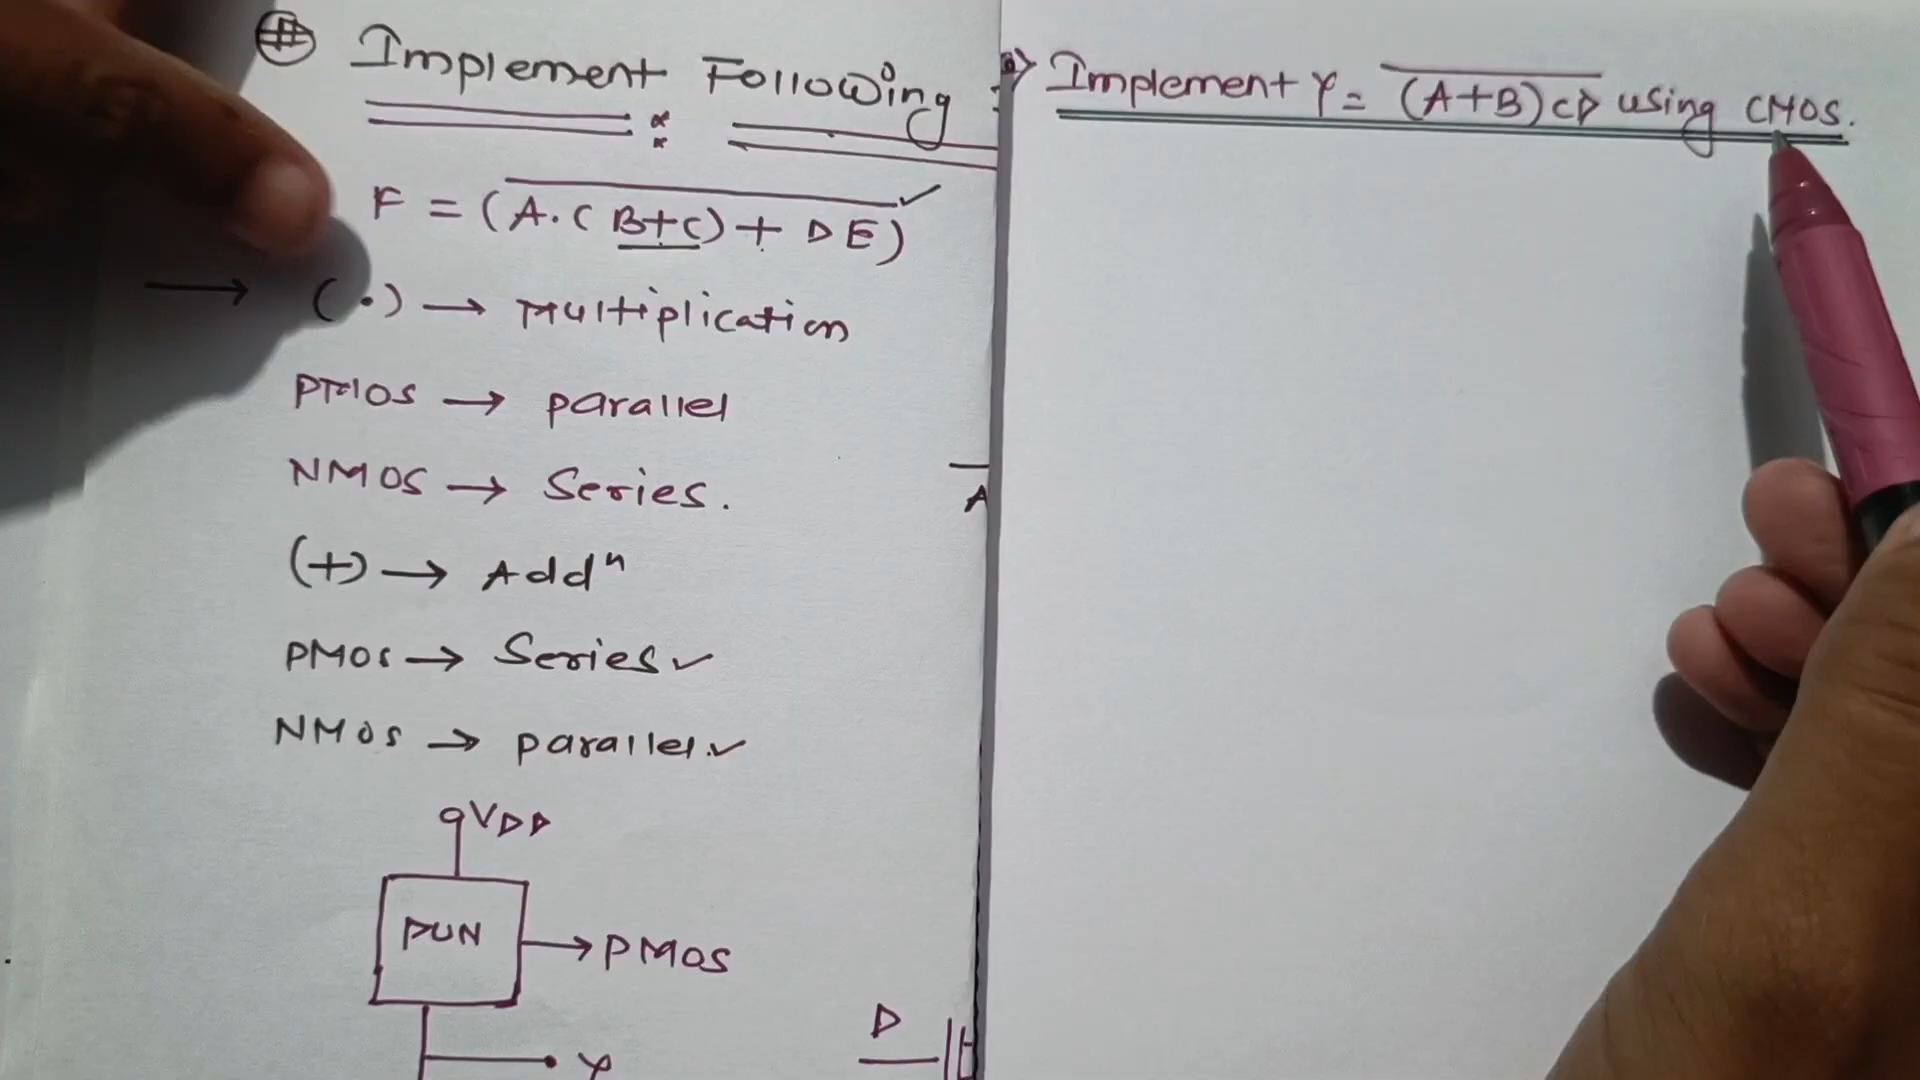 # Implement Following
F = (A.(B+C) + DE)
→ (.) → Multiplication
PMOS → parallel
NMOS → Series.
(+) → Addⁿ
PMOS → Series ✓
NMOS → parallel. ✓
VDD
PUN → PMOS
Y
A
D
Implement Y = (A+B)CD using CMOS.